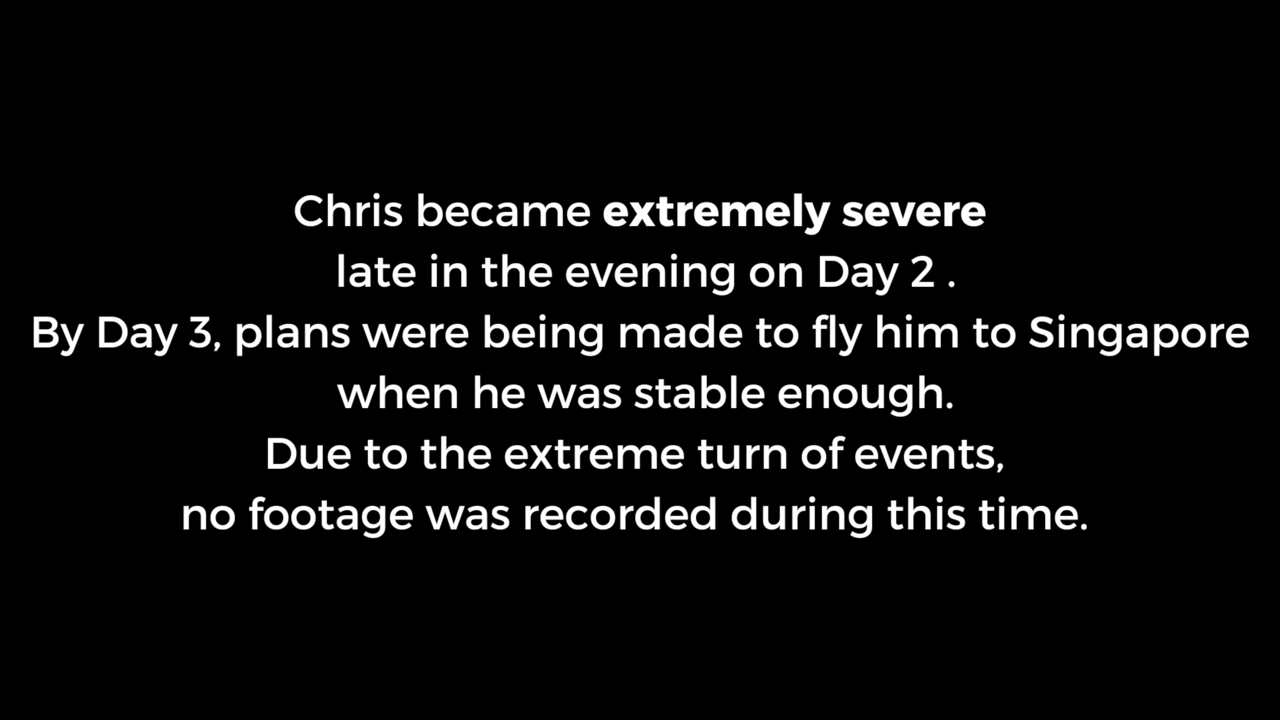 Chris became extremely severe
late in the evening on Day 2 .
By Day 3, plans were being made to fly him to Singapore
when he was stable enough.
Due to the extreme turn of events,
no footage was recorded during this time.